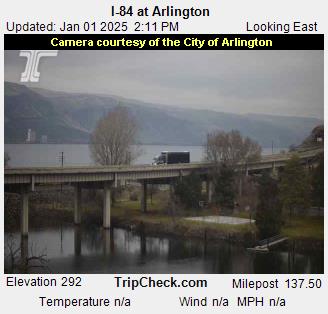 I-84 at Arlington
Updated: Jan 01 2025 2:11 PM Looking East
Camera courtesy of the City of Arlington
Elevation 292 TripCheck.com Milepost 137.50
Temperature n/a Wind n/a MPH n/a